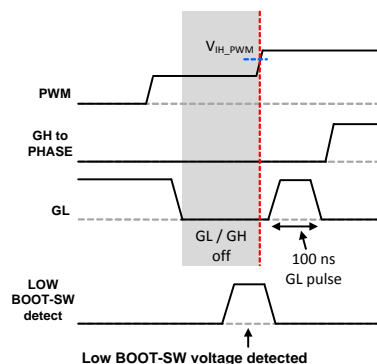 V_IH_PWM
PWM
GH to
PHASE
GL
GL / GH
off
100 ns
GL pulse
LOW
BOOT-SW
detect
Low BOOT-SW voltage detected